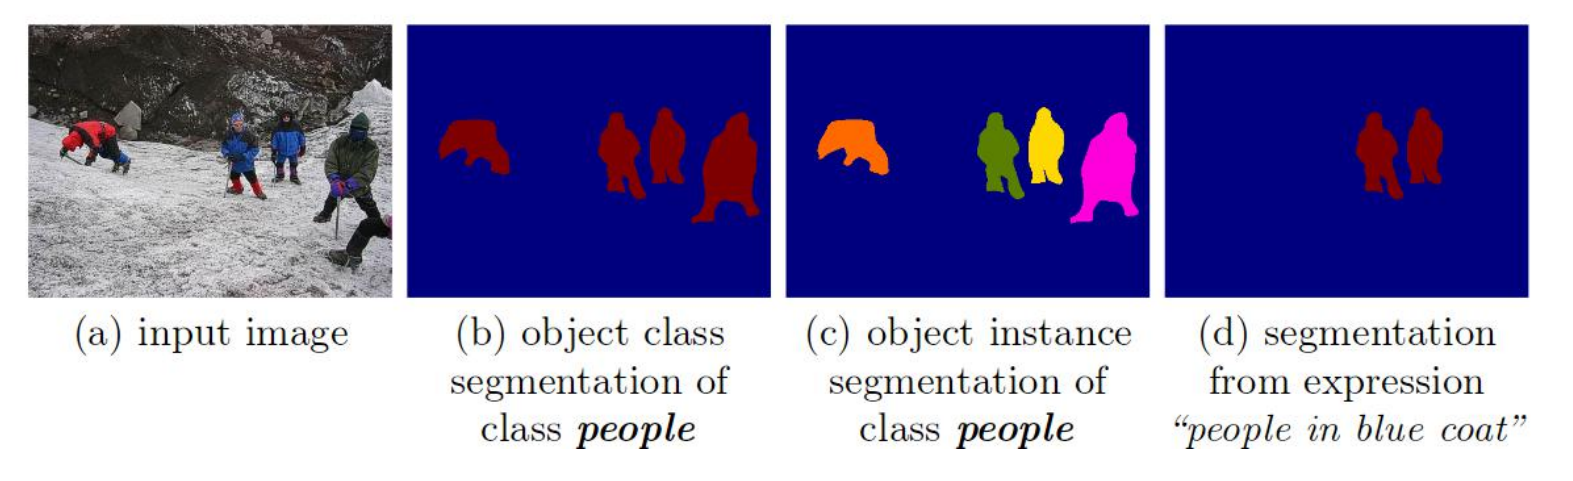 (a) input image
(b) object class
segmentation of
class people
(c) object instance
segmentation of
class people
(d) segmentation
from expression
“people in blue coat”